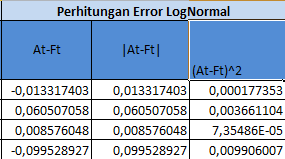 Perhitungan Error LogNormal
At-Ft |At-Ft| (At-Ft)^2
-0,013317403 0,013317403 0,000177353
0,060507058 0,060507058 0,003661104
0,008576048 0,008576048 7,35486E-05
-0,099528927 0,099528927 0,009906007